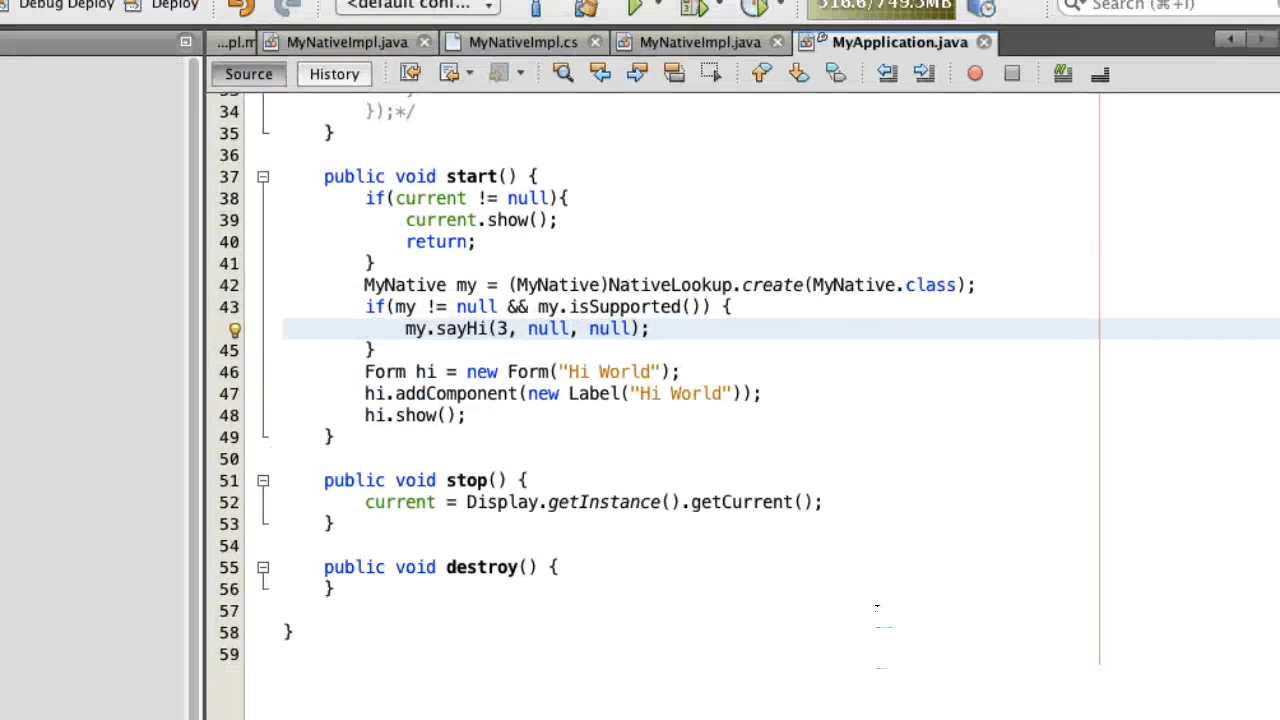 Debug Deploy Deploy <default conf... 516.6/749.5MB Search (⌘+I)
...pl.m MyNativeImpl.java MyNativeImpl.cs MyNativeImpl.java MyApplication.java
Source History
34 });*/
35 }
36
37 public void start() {
38 if(current != null){
39 current.show();
40 return;
41 }
42 MyNative my = (MyNative)NativeLookup.create(MyNative.class);
43 if(my != null && my.isSupported()) {
my.sayHi(3, null, null);
45 }
46 Form hi = new Form("Hi World");
47 hi.addComponent(new Label("Hi World"));
48 hi.show();
49 }
50
51 public void stop() {
52 current = Display.getInstance().getCurrent();
53 }
54
55 public void destroy() {
56 }
57
58 }
59